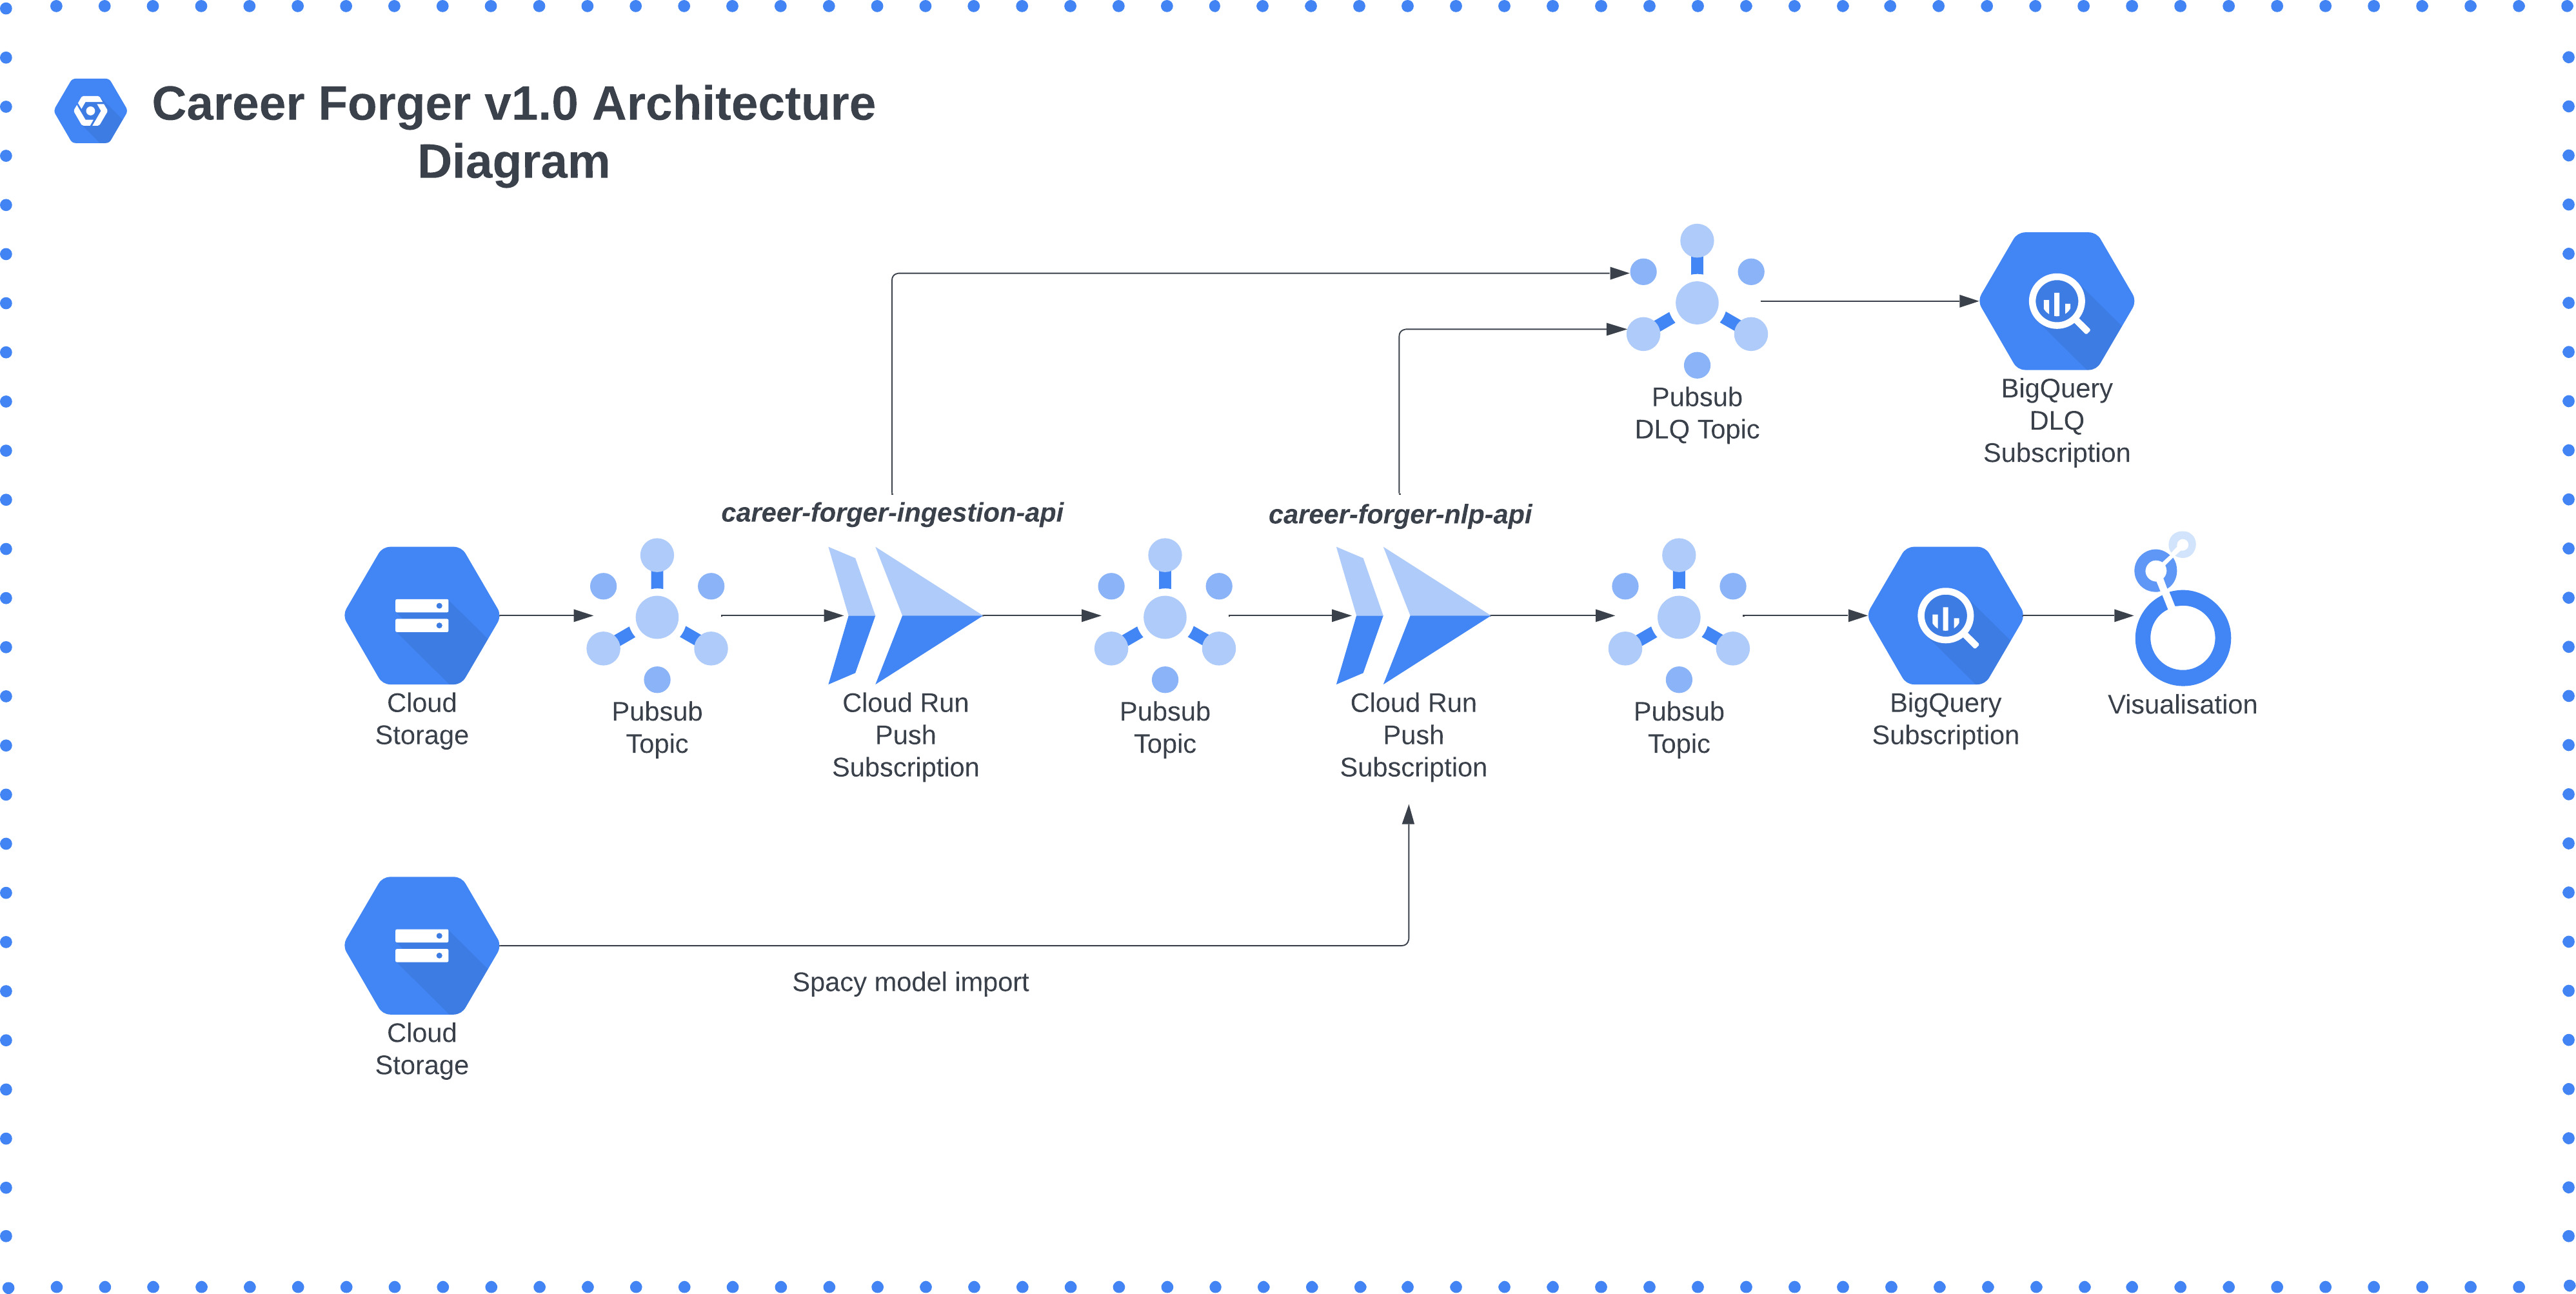 Career Forger v1.0 Architecture
Diagram
Pubsub
DLQ Topic
BigQuery
DLQ
Subscription
career-forger-ingestion-api
career-forger-nlp-api
Cloud
Storage
Pubsub
Topic
Cloud Run
Push
Subscription
Pubsub
Topic
Cloud Run
Push
Subscription
Pubsub
Topic
BigQuery
Subscription
Visualisation
Spacy model import
Cloud
Storage